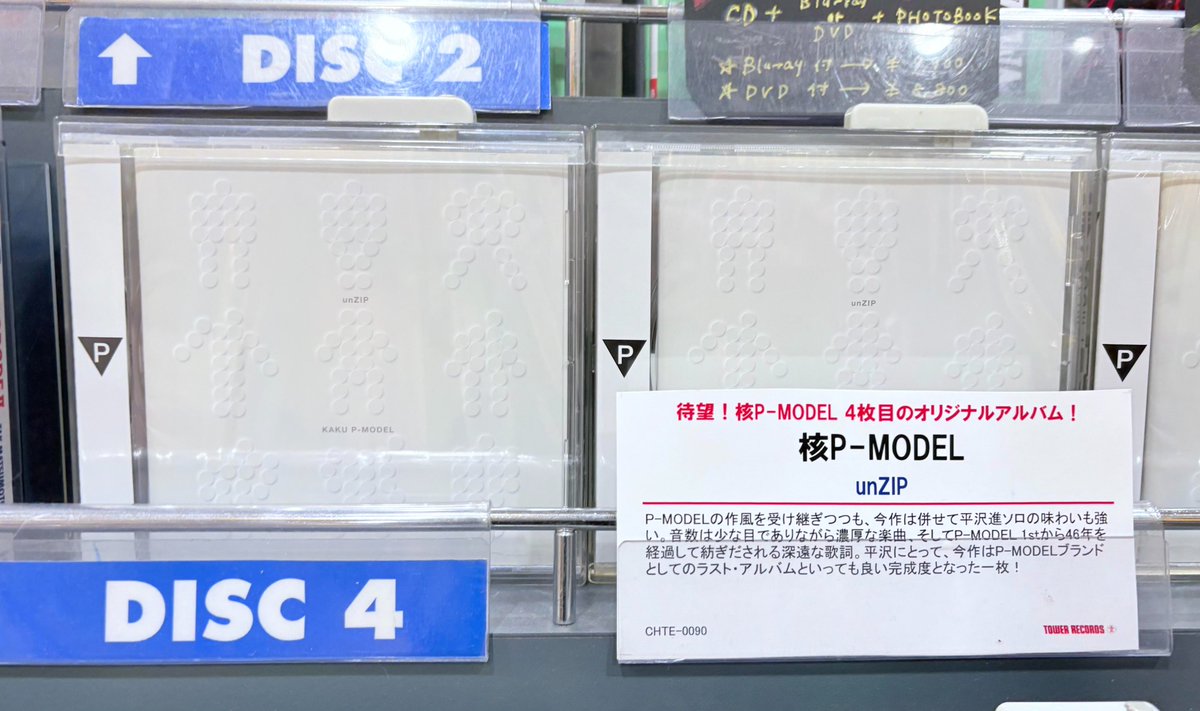 DISC 2
CD + Blu-ray or DVD + PHOTOBOOK
☆ Blu-ray 付 →
☆ DVD 付 →
unZIP
KAKU P-MODEL
P
unZIP
P
P
待望！核P-MODEL 4枚目のオリジナルアルバム！
核P-MODEL
unZIP
P-MODELの作風を受け継ぎつつも、今作は併せて平沢進ソロの味わいも強
い。音数は少な目でありながら濃厚な楽曲、そしてP-MODEL 1stから46年を
経過して紡ぎだされる深遠な歌詞。平沢にとって、今作はP-MODELブランド
としてのラスト・アルバムといっても良い完成度となった一枚！
CHTE-0090
TOWER RECORDS
DISC 4